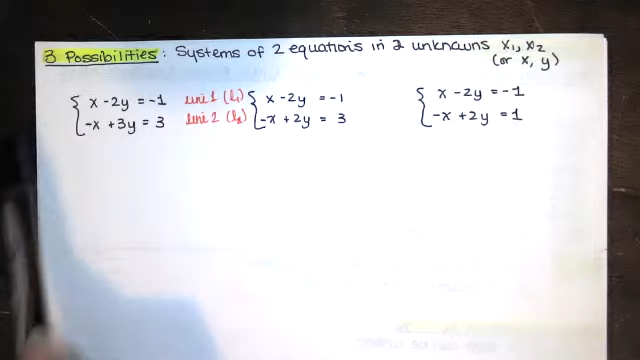 3 Possibilities: Systems of 2 equations in 2 unknowns x₁, x₂
(or x, y)
{ x - 2y = -1 line 1 (l₁) { x - 2y = -1 { x - 2y = -1
-x + 3y = 3 line 2 (l₂) -x + 2y = 3 -x + 2y = 1